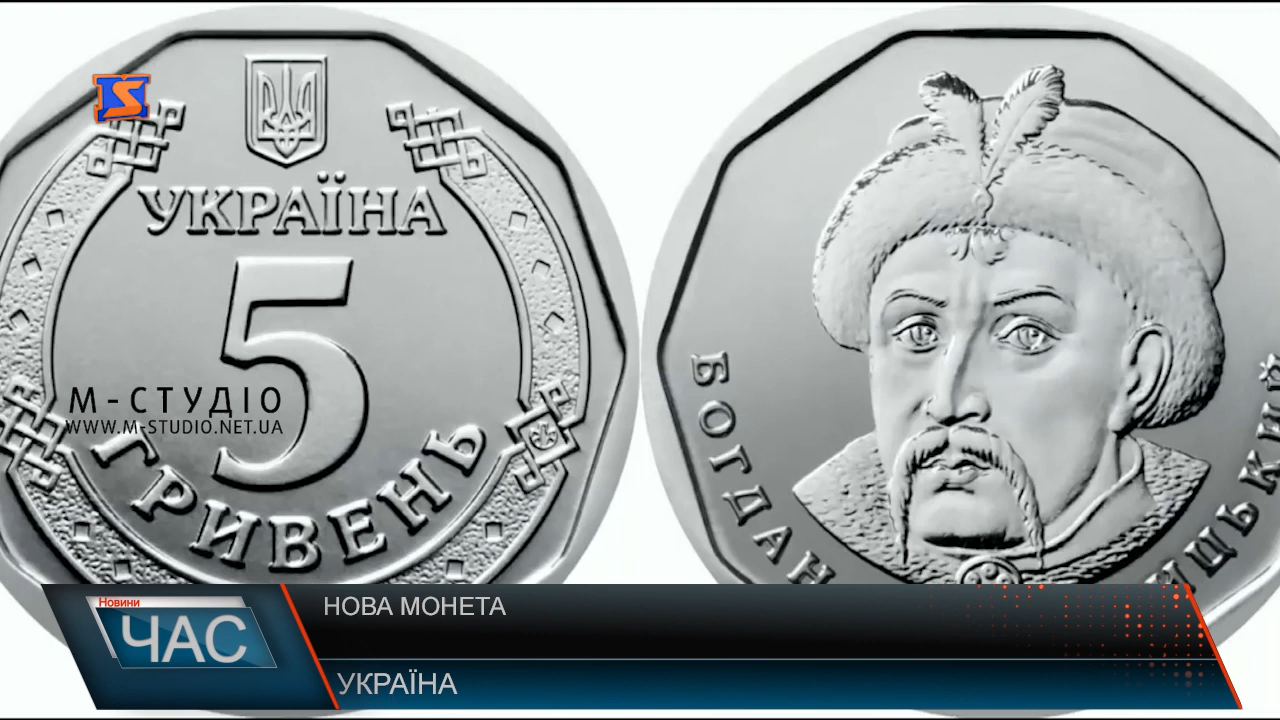 УКРАЇНА
5
ГРИВЕНЬ
М-СТУДІО
WWW.M-STUDIO.NET.UA
БОГДАН
Новини
ЧАС
НОВА МОНЕТА
УКРАЇНА